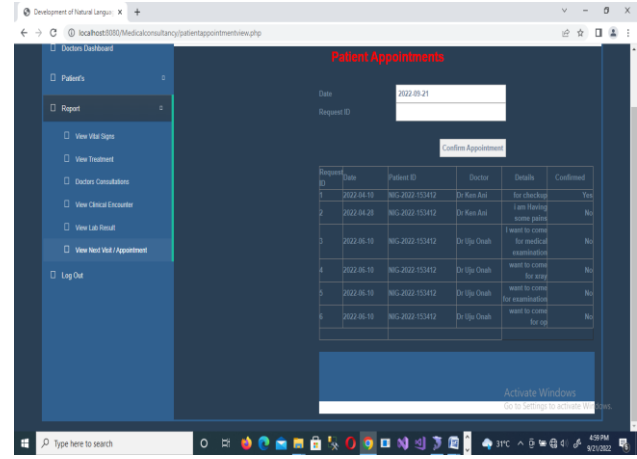 Development of Natural Langua: X +
localhost:8080/Medicalconsultancy/patientappointmentview.php
Doctors Dashboard
Patient's
Report
View Vital Signs
View Treatment
Doctors Consultations
View Clinical Encounter
View Lab Result
View Next Visit / Appointment
Log Out
Patient Appointments
Date 2022-09-21
Request ID
Confirm Appointment
Request ID Date Patient ID Doctor Details Confirmed
1 2022-04-10 NIG-2022-153412 Dr Ken Ani for checkup Yes
2 2022-04-28 NIG-2022-153412 Dr Ken Ani i am Having some pains No
3 2022-06-10 NIG-2022-153412 Dr Uju Onah I want to come for medical examination No
4 2022-06-10 NIG-2022-153412 Dr Uju Onah want to come for xray No
5 2022-06-10 NIG-2022-153412 Dr Uju Onah want to come for examination No
6 2022-06-10 NIG-2022-153412 Dr Uju Onah want to come for op No
Activate Windows
Go to Settings to activate Windows.
Type here to search
31°C
4:59 PM
9/21/2022